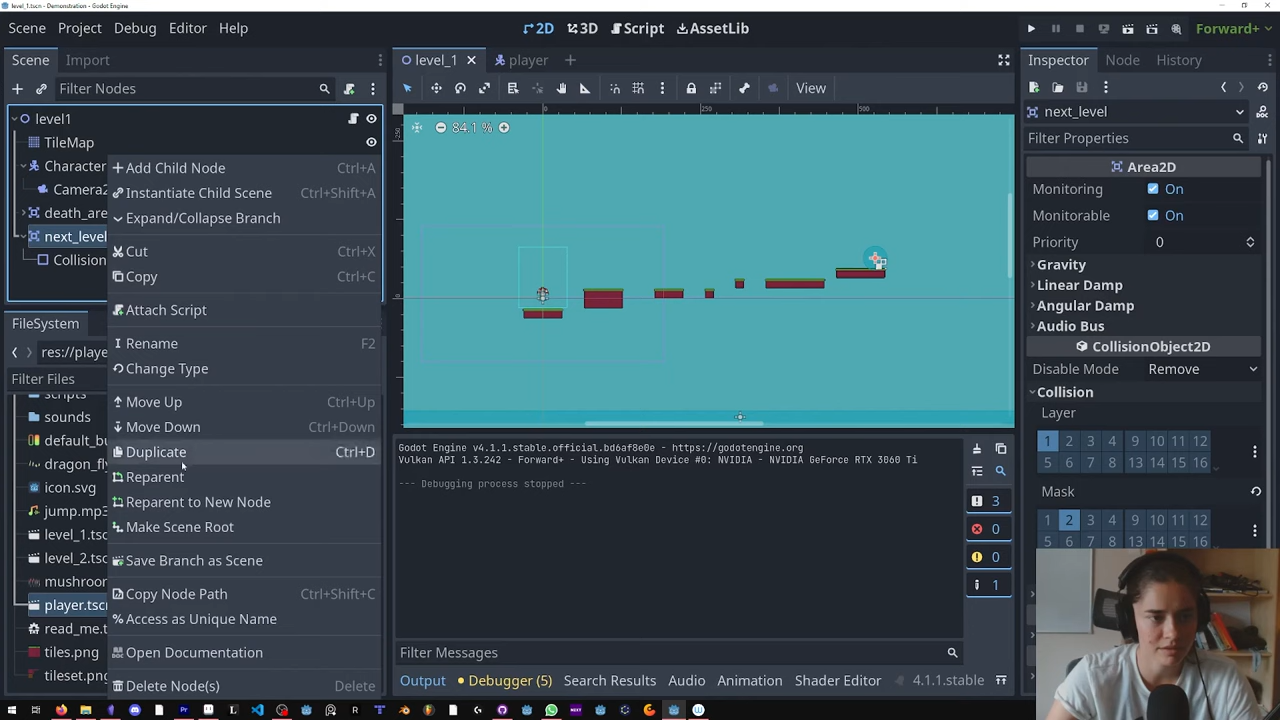 level_1.tscn - Demonstration - Godot Engine
Scene Project Debug Editor Help
2D 3D Script AssetLib
Forward+
Scene Import
level_1 player
Inspector Node History
Filter Nodes
View
level1
TileMap
Character
Camera2
death_are
next_level
Collision
Add Child Node Ctrl+A
Instantiate Child Scene Ctrl+Shift+A
Expand/Collapse Branch
Cut Ctrl+X
Copy Ctrl+C
Attach Script
Rename F2
Change Type
Move Up Ctrl+Up
Move Down Ctrl+Down
Duplicate Ctrl+D
Reparent
Reparent to New Node
Make Scene Root
Save Branch as Scene
Copy Node Path Ctrl+Shift+C
Access as Unique Name
Open Documentation
Delete Node(s) Delete
FileSystem
res://playe
Filter Files
scripts
sounds
default_bu
dragon_fly
icon.svg
jump.mp3
level_1.tsc
level_2.tsc
mushroom
player.tscn
read_me.t
tiles.png
tileset.png
0 250 500
84.1 %
Godot Engine v4.1.1.stable.official.bd6af8e0e - https://godotengine.org
Vulkan API 1.3.242 - Forward+ - Using Vulkan Device #0: NVIDIA - NVIDIA GeForce RTX 3060 Ti
--- Debugging process stopped ---
3
0
0
1
Filter Messages
Output Debugger (5) Search Results Audio Animation Shader Editor 4.1.1.stable
next_level
Filter Properties
Area2D
Monitoring On
Monitorable On
Priority 0
Gravity
Linear Damp
Angular Damp
Audio Bus
CollisionObject2D
Disable Mode Remove
Collision
Layer
1 2 3 4 9 10 11 12
5 6 7 8 13 14 15 16
Mask
1 2 3 4 9 10 11 12
5 6 7 8 13 14 15 16